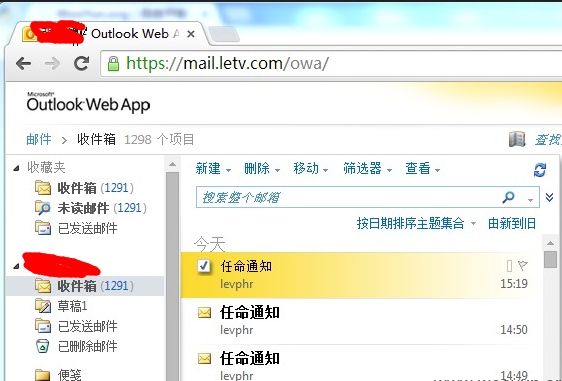 Outlook Web A
https://mail.letv.com/owa/
Microsoft®
Outlook Web App
邮件 > 收件箱 1298 个项目
查找
收藏夹
收件箱 (1291)
未读邮件 (1291)
已发送邮件
收件箱 (1291)
草稿1
已发送邮件
已删除邮件
便笺
新建 删除 移动 筛选器 查看
搜索整个邮箱
按日期排序主题集合 由新到旧
今天
任命通知
levphr 15:19
任命通知
levphr 14:50
任命通知
levphr 14:49